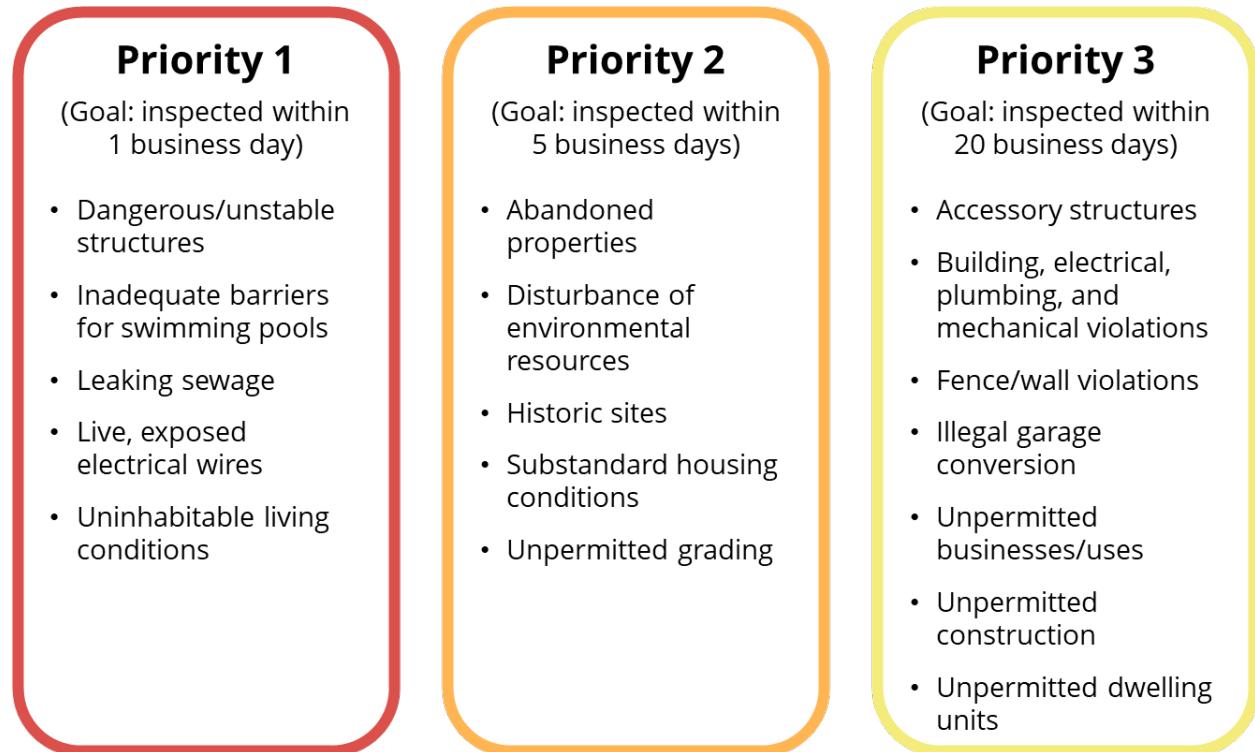 Priority 1
(Goal: inspected within
1 business day)
• Dangerous/unstable
structures
• Inadequate barriers
for swimming pools
• Leaking sewage
• Live, exposed
electrical wires
• Uninhabitable living
conditions
Priority 2
(Goal: inspected within
5 business days)
• Abandoned
properties
• Disturbance of
environmental
resources
• Historic sites
• Substandard housing
conditions
• Unpermitted grading
Priority 3
(Goal: inspected within
20 business days)
• Accessory structures
• Building, electrical,
plumbing, and
mechanical violations
• Fence/wall violations
• Illegal garage
conversion
• Unpermitted
businesses/uses
• Unpermitted
construction
• Unpermitted dwelling
units